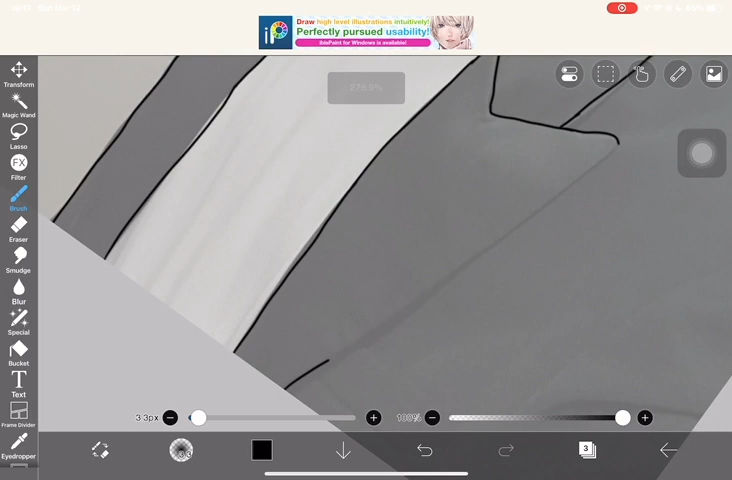 Draw high level illustrations intuitively!
Perfectly pursued usability!
ibisPaint for Windows is available!
Transform
Magic Wand
Lasso
FX
Filter
Brush
Eraser
Smudge
Blur
Special
Bucket
T
Text
Frame Divider
Eyedropper
3.3px
100%
3